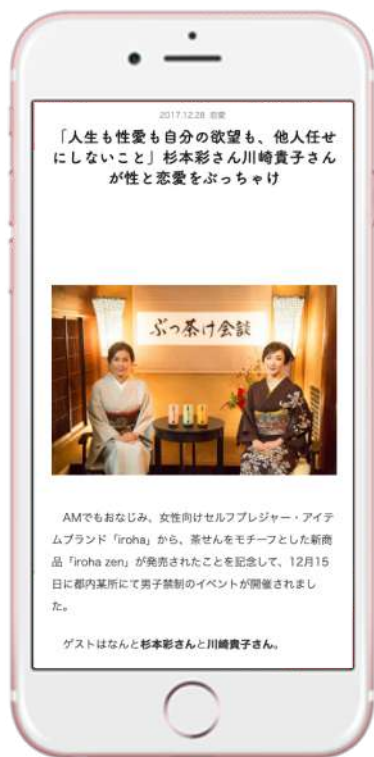 2017.12.28 恋愛
「人生も性愛も自分の欲望も、他人任せ
にしないこと」杉本彩さん川崎貴子さん
が性と恋愛をぶっちゃけ
ぶっ茶け会談
AMでもおなじみ、女性向けセルフプレジャー・アイテ
ムブランド「iroha」から、茶せんをモチーフとした新商
品「iroha zen」が発売されたことを記念して、12月15
日に都内某所にて男子禁制のイベントが開催されまし
た。
ゲストはなんと杉本彩さんと川崎貴子さん。